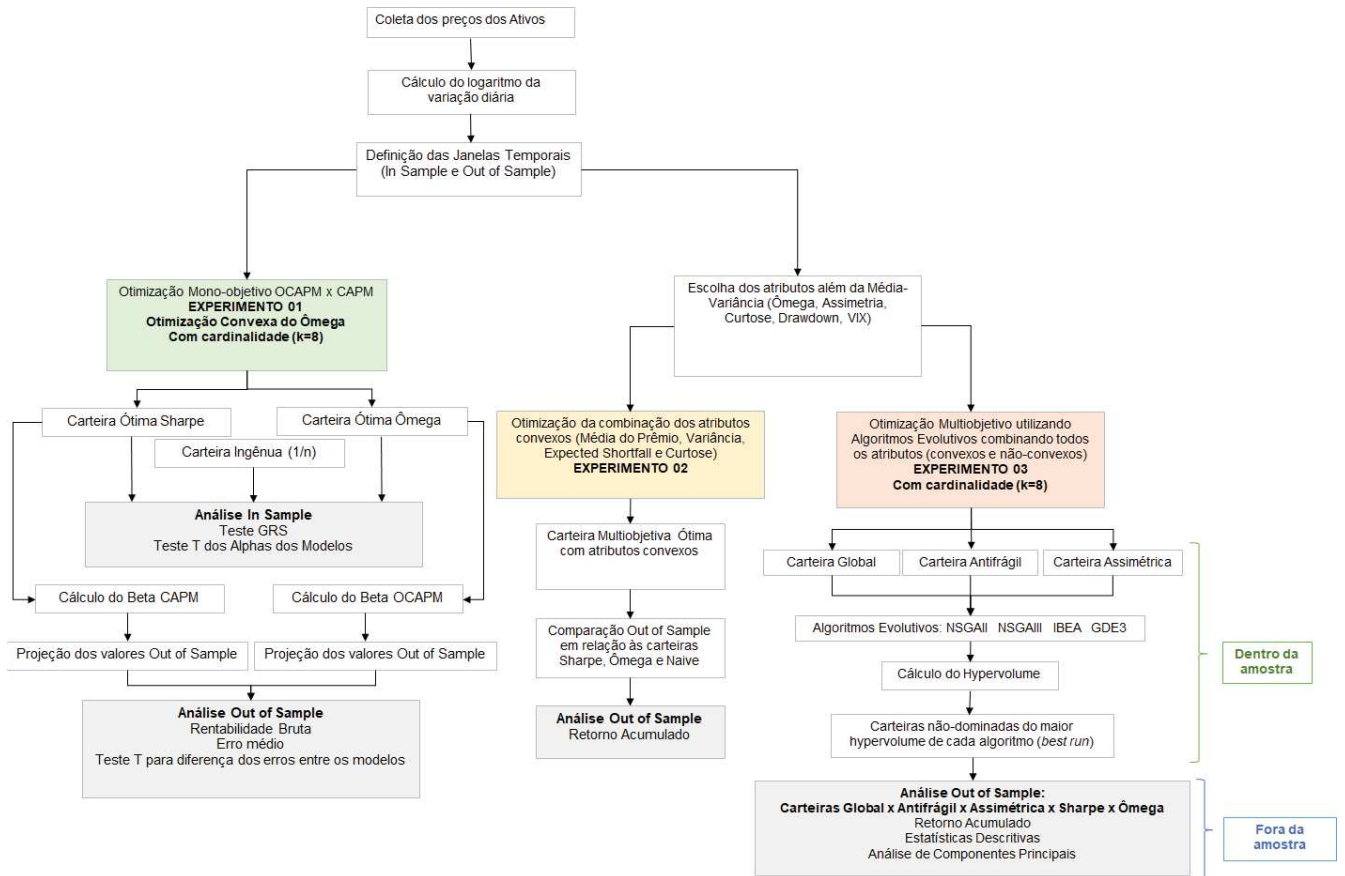 Coleta dos preços dos Ativos
Cálculo do logaritmo da
variação diária
Definição das Janelas Temporais
(In Sample e Out of Sample)
Otimização Mono-objetivo OCAPM x CAPM
EXPERIMENTO 01
Otimização Convexa do Ômega
Com cardinalidade (k=8)
Escolha dos atributos além da Média-
Variância (Ômega, Assimetria,
Curtose, Drawdown, VIX)
Carteira Ótima Sharpe
Carteira Ótima Ômega
Carteira Ingênua (1/n)
Análise In Sample
Teste GRS
Teste T dos Alphas dos Modelos
Cálculo do Beta CAPM
Cálculo do Beta OCAPM
Projeção dos valores Out of Sample
Projeção dos valores Out of Sample
Análise Out of Sample
Rentabilidade Bruta
Erro médio
Teste T para diferença dos erros entre os modelos
Otimização da combinação dos atributos
convexos (Média do Prêmio, Variância,
Expected Shortfall e Curtose)
EXPERIMENTO 02
Carteira Multiobjetiva Ótima
com atributos convexos
Comparação Out of Sample
em relação às carteiras
Sharpe, Ômega e Naive
Análise Out of Sample
Retorno Acumulado
Otimização Multiobjetivo utilizando
Algoritmos Evolutivos combinando todos
os atributos (convexos e não-convexos)
EXPERIMENTO 03
Com cardinalidade (k=8)
Carteira Global
Carteira Antifrágil
Carteira Assimétrica
Algoritmos Evolutivos: NSGAII NSGAIII IBEA GDE3
Cálculo do Hypervolume
Carteiras não-dominadas do maior
hypervolume de cada algoritmo (best run)
Dentro da
amostra
Análise Out of Sample:
Carteiras Global x Antifrágil x Assimétrica x Sharpe x Ômega
Retorno Acumulado
Estatísticas Descritivas
Análise de Componentes Principais
Fora da
amostra